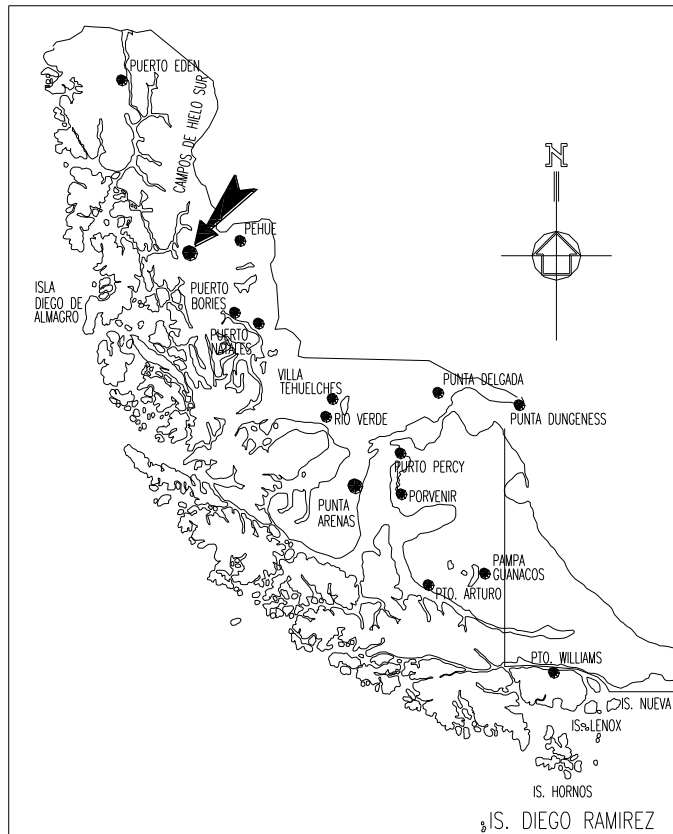 PUERTO EDEN
CAMPOS DE HIELO SUR
N
PEHUE
ISLA
DIEGO DE
ALMAGRO
PUERTO
BORIES
PUERTO
NATALES
VILLA
TEHUELCHES
PUNTA DELGADA
RIO VERDE
PUNTA DUNGENESS
PURTO PERCY
PUNTA
ARENAS
PORVENIR
PAMPA
GUANACOS
PTO. ARTURO
PTO. WILLIAMS
IS. NUEVA
IS. LENOX
IS. HORNOS
IS. DIEGO RAMIREZ